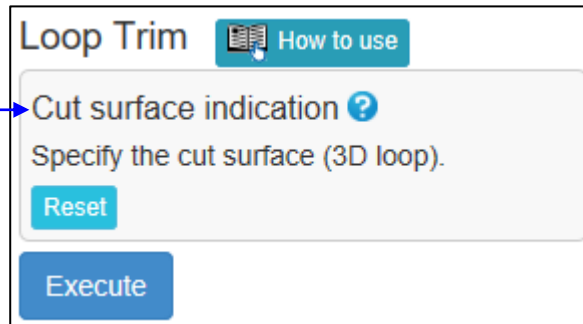 Loop Trim How to use
Cut surface indication ?
Specify the cut surface (3D loop).
Reset
Execute